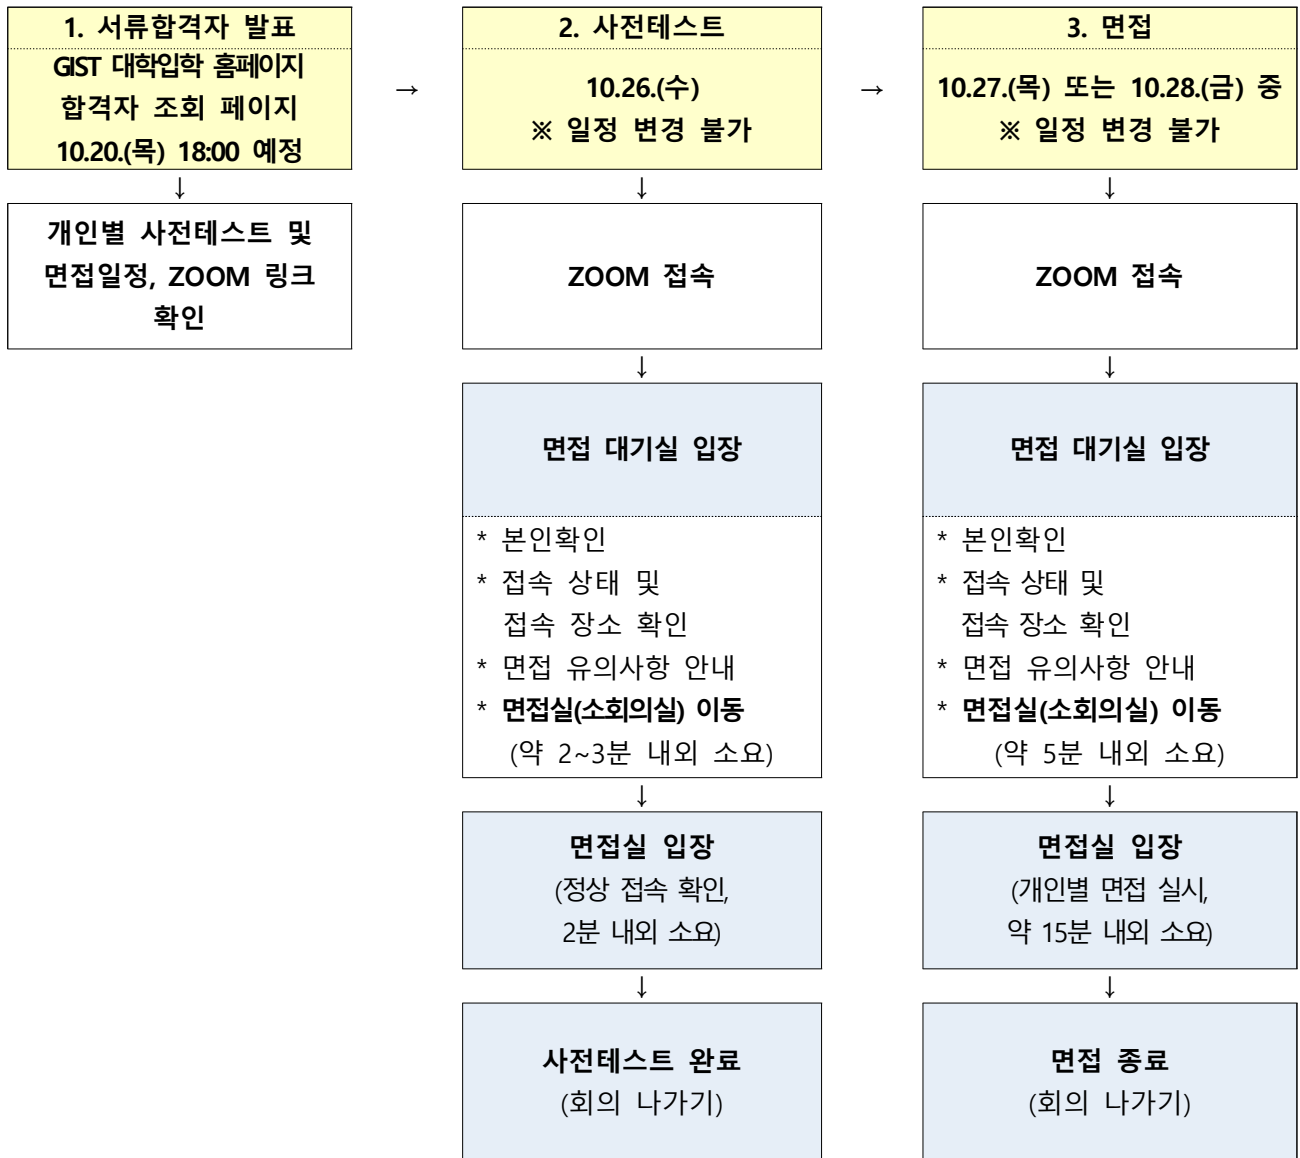 1. 서류합격자 발표
GIST 대학입학 홈페이지
합격자 조회 페이지
10.20.(목) 18:00 예정
↓
개인별 사전테스트 및
면접일정, ZOOM 링크
확인
→
2. 사전테스트
10.26.(수)
※ 일정 변경 불가
↓
ZOOM 접속
↓
면접 대기실 입장
* 본인확인
* 접속 상태 및
접속 장소 확인
* 면접 유의사항 안내
* 면접실(소회의실) 이동
(약 2~3분 내외 소요)
↓
면접실 입장
(정상 접속 확인,
2분 내외 소요)
↓
사전테스트 완료
(회의 나가기)
→
3. 면접
10.27.(목) 또는 10.28.(금) 중
※ 일정 변경 불가
↓
ZOOM 접속
↓
면접 대기실 입장
* 본인확인
* 접속 상태 및
접속 장소 확인
* 면접 유의사항 안내
* 면접실(소회의실) 이동
(약 5분 내외 소요)
↓
면접실 입장
(개인별 면접 실시,
약 15분 내외 소요)
↓
면접 종료
(회의 나가기)